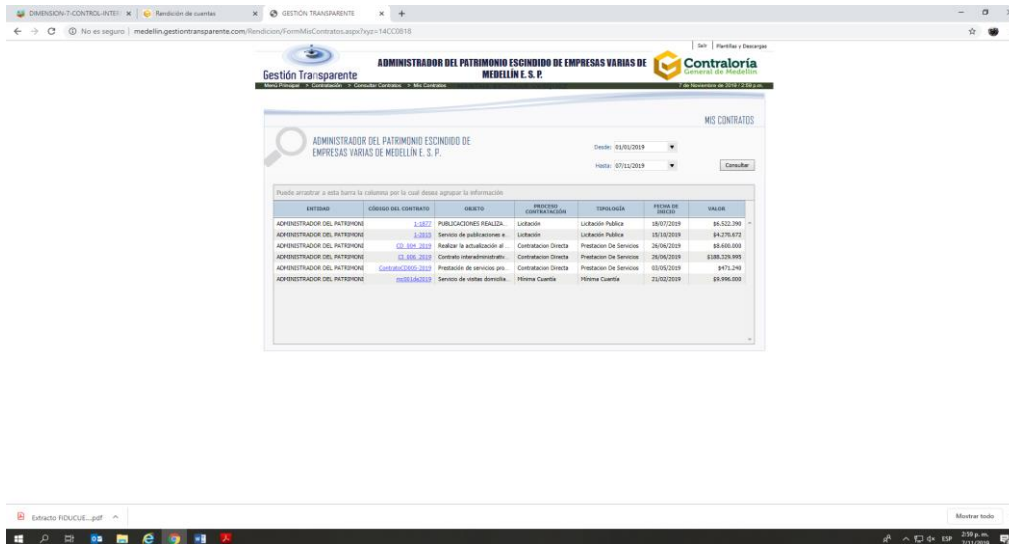 DIMENSION-T-CONTROL-INTE
Rendición de cuentas
GESTIÓN TRANSPARENTE
No es seguro | medellin.gestiontransparente.com/Rendicion/FormMisContratos.aspx?xyz=14CC0818
Salir | Plantillas y Descargas
Gestión Transparente
ADMINISTRADOR DEL PATRIMONIO ESCINDIDO DE EMPRESAS VARIAS DE
MEDELLÍN E. S. P.
Contraloría
General de Medellín
Menú Principal > Contratación > Consultar Contratos > Mis Contratos
7 de Noviembre de 2019 / 2:59 p.m.
MIS CONTRATOS
ADMINISTRADOR DEL PATRIMONIO ESCINDIDO DE
EMPRESAS VARIAS DE MEDELLÍN E. S. P.
Desde: 01/01/2019
Hasta: 07/11/2019
Consultar
Puede arrastrar a esta barra la columna por la cual desea agrupar la información
ENTIDAD CÓDIGO DEL CONTRATO OBJETO PROCESO CONTRATACIÓN TIPOLOGÍA FECHA DE INICIO VALOR
ADMINISTRADOR DEL PATRIMONI 1-1877 PUBLICACIONES REALIZA... Licitación Licitación Publica 18/07/2019 $6.522.390
ADMINISTRADOR DEL PATRIMONI Servicio de publicaciones a... Licitación Licitación Publica 15/10/2019 $4.270.672
ADMINISTRADOR DEL PATRIMONI CD 004 2019 Realizar la actualización al ... Contratacion Directa Prestacion De Servicios 26/06/2019 $8.600.000
ADMINISTRADOR DEL PATRIMONI CI 006 2019 Contrato interadministrativ... Contratacion Directa Prestacion De Servicios 26/06/2019 $188.329.995
ADMINISTRADOR DEL PATRIMONI ContratoCD005-2019 Prestación de servicios pro... Contratacion Directa Prestacion De Servicios 03/05/2019 $471.240
ADMINISTRADOR DEL PATRIMONI mc001de2019 Servicio de visitas domicilia... Mínima Cuantía Mínima Cuantía 21/02/2019 $9.996.000
Extracto FIDUCUE....pdf
Mostrar todo
ESP
2:59 p. m.
7/11/2019